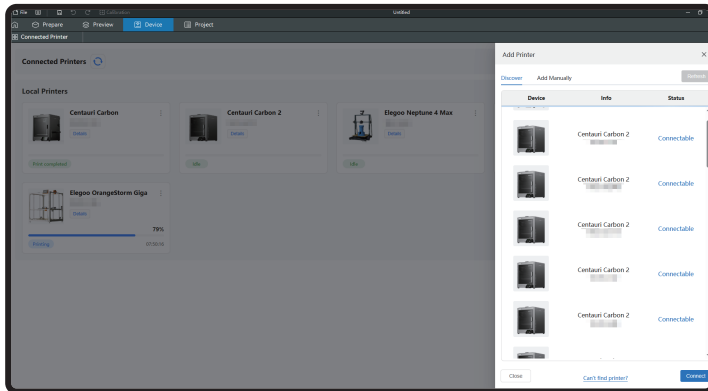 File
Calibration
Untitled
Prepare
Preview
Device
Project
Connected Printer
Connected Printers
Local Printers
Centauri Carbon
Details
Print completed
Centauri Carbon 2
Details
Idle
Elegoo Neptune 4 Max
Details
Idle
Elegoo OrangeStorm Giga
Details
79%
Printing
Add Printer
Discover
Add Manually
Refresh
Device
Info
Status
Centauri Carbon 2
Connectable
Centauri Carbon 2
Connectable
Centauri Carbon 2
Connectable
Centauri Carbon 2
Connectable
Centauri Carbon 2
Connectable
Close
Can't find printer?
Connect